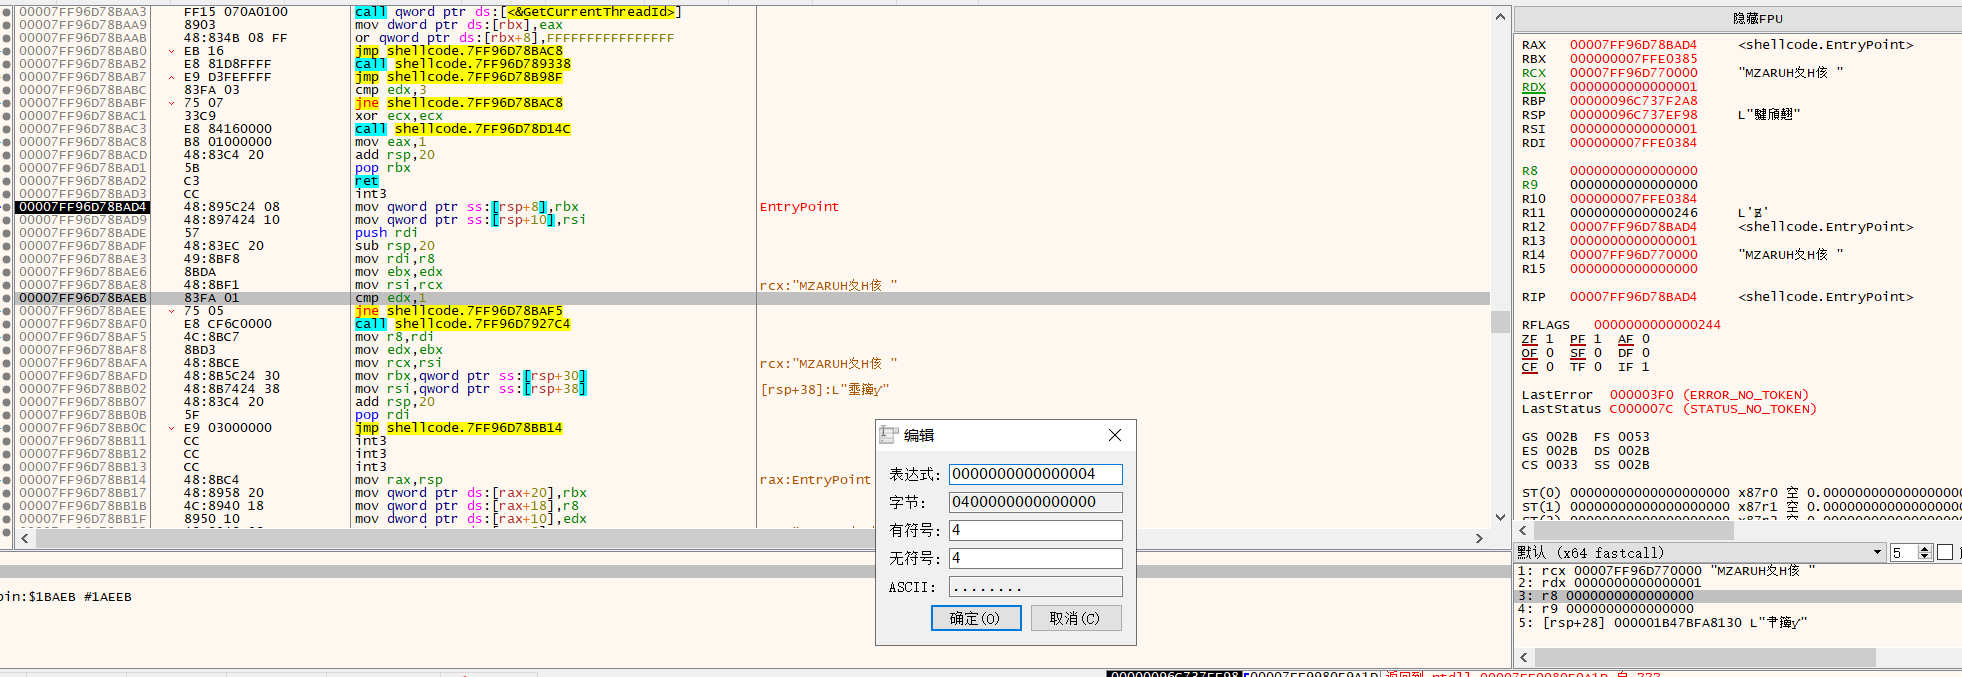 00007FF96D78BAA3 FF15 070A0100 call qword ptr ds:[<&GetCurrentThreadId>]
00007FF96D78BAA9 8903 mov dword ptr ds:[rbx],eax
00007FF96D78BAAB 48:834B 08 FF or qword ptr ds:[rbx+8],FFFFFFFFFFFFFFFF
00007FF96D78BAB0 EB 16 jmp shellcode.7FF96D78BAC8
00007FF96D78BAB2 E8 81D8FFFF call shellcode.7FF96D789338
00007FF96D78BAB7 E9 D3FEFFFF jmp shellcode.7FF96D78B98F
00007FF96D78BABC 83FA 03 cmp edx,3
00007FF96D78BABF 75 07 jne shellcode.7FF96D78BAC8
00007FF96D78BAC1 33C9 xor ecx,ecx
00007FF96D78BAC3 E8 84160000 call shellcode.7FF96D78D14C
00007FF96D78BAC8 B8 01000000 mov eax,1
00007FF96D78BACD 48:83C4 20 add rsp,20
00007FF96D78BAD1 5B pop rbx
00007FF96D78BAD2 C3 ret
00007FF96D78BAD3 CC int3
00007FF96D78BAD4 48:895C24 08 mov qword ptr ss:[rsp+8],rbx EntryPoint
00007FF96D78BAD9 48:897424 10 mov qword ptr ss:[rsp+10],rsi
00007FF96D78BADE 57 push rdi
00007FF96D78BADF 48:83EC 20 sub rsp,20
00007FF96D78BAE3 49:8BF8 mov rdi,r8
00007FF96D78BAE6 8BDA mov ebx,edx
00007FF96D78BAE8 48:8BF1 mov rsi,rcx rcx:"MZARUH夊H侅 "
00007FF96D78BAEB 83FA 01 cmp edx,1
00007FF96D78BAEE 75 05 jne shellcode.7FF96D78BAF5
00007FF96D78BAF0 E8 CF6C0000 call shellcode.7FF96D7927C4
00007FF96D78BAF5 4C:8BC7 mov r8,rdi
00007FF96D78BAF8 8BD3 mov edx,ebx
00007FF96D78BAFA 48:8BCE mov rcx,rsi rcx:"MZARUH夊H侅 "
00007FF96D78BAFD 48:8B5C24 30 mov rbx,qword ptr ss:[rsp+30]
00007FF96D78BB02 48:8B7424 38 mov rsi,qword ptr ss:[rsp+38] [rsp+38]:L"
00007FF96D78BB07 48:83C4 20 add rsp,20
00007FF96D78BB0B 5F pop rdi
00007FF96D78BB0C E9 03000000 jmp shellcode.7FF96D78BB14
00007FF96D78BB11 CC int3
00007FF96D78BB12 CC int3
00007FF96D78BB13 CC int3
00007FF96D78BB14 48:8BC4 mov rax,rsp rax:EntryPoint
00007FF96D78BB17 48:8958 20 mov qword ptr ds:[rax+20],rbx
00007FF96D78BB1B 4C:8940 18 mov qword ptr ds:[rax+18],r8
00007FF96D78BB1F 8950 10 mov dword ptr ds:[rax+10],edx
oin:$1BAEB #1AEEB
编辑
表达式: 0000000000000004
字节: 0400000000000000
有符号: 4
无符号: 4
ASCII: ........
确定(O) 取消(C)
隐藏FPU
RAX 00007FF96D78BAD4 <shellcode.EntryPoint>
RBX 000000007FFE0385
RCX 00007FF96D770000 "MZARUH夊H侅 "
RDX 0000000000000001
RBP 00000096C737F2A8
RSP 00000096C737EF98
RSI 0000000000000001
RDI 000000007FFE0384
R8 0000000000000000
R9 0000000000000000
R10 000000007FFE0384
R11 0000000000000246
R12 00007FF96D78BAD4 <shellcode.EntryPoint>
R13 0000000000000001
R14 00007FF96D770000 "MZARUH夊H侅 "
R15 0000000000000000
RIP 00007FF96D78BAD4 <shellcode.EntryPoint>
RFLAGS 0000000000000244
ZF 1 PF 1 AF 0
OF 0 SF 0 DF 0
CF 0 TF 0 IF 1
LastError 000003F0 (ERROR_NO_TOKEN)
LastStatus C000007C (STATUS_NO_TOKEN)
GS 002B FS 0053
ES 002B DS 002B
CS 0033 SS 002B
ST(0) 00000000000000000000 x87r0 空
ST(1) 00000000000000000000 x87r1 空
默认 (x64 fastcall) 5
1: rcx 00007FF96D770000 "MZARUH夊H侅 "
2: rdx 0000000000000001
3: r8 0000000000000000
4: r9 0000000000000000
5: [rsp+28] 000001B47BFA8130